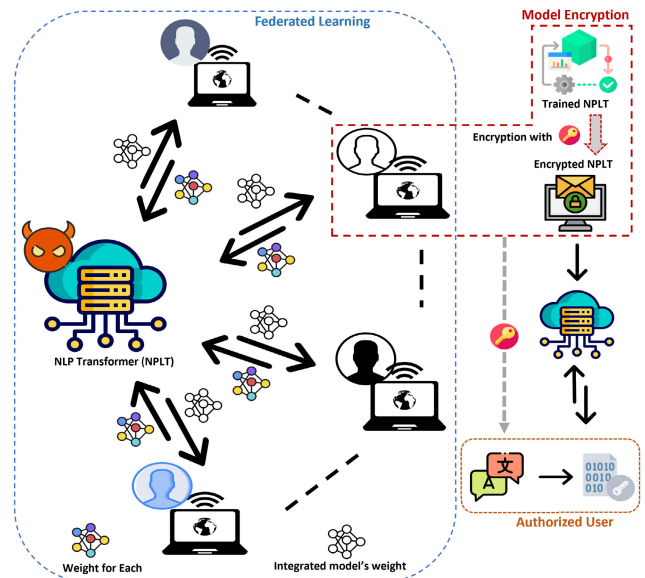 Federated Learning
Model Encryption
Trained NPLT
Encryption with
Encrypted NPLT
NLP Transformer (NPLT)
文
A
01010
0010
010
Authorized User
Weight for Each
Integrated model's weight